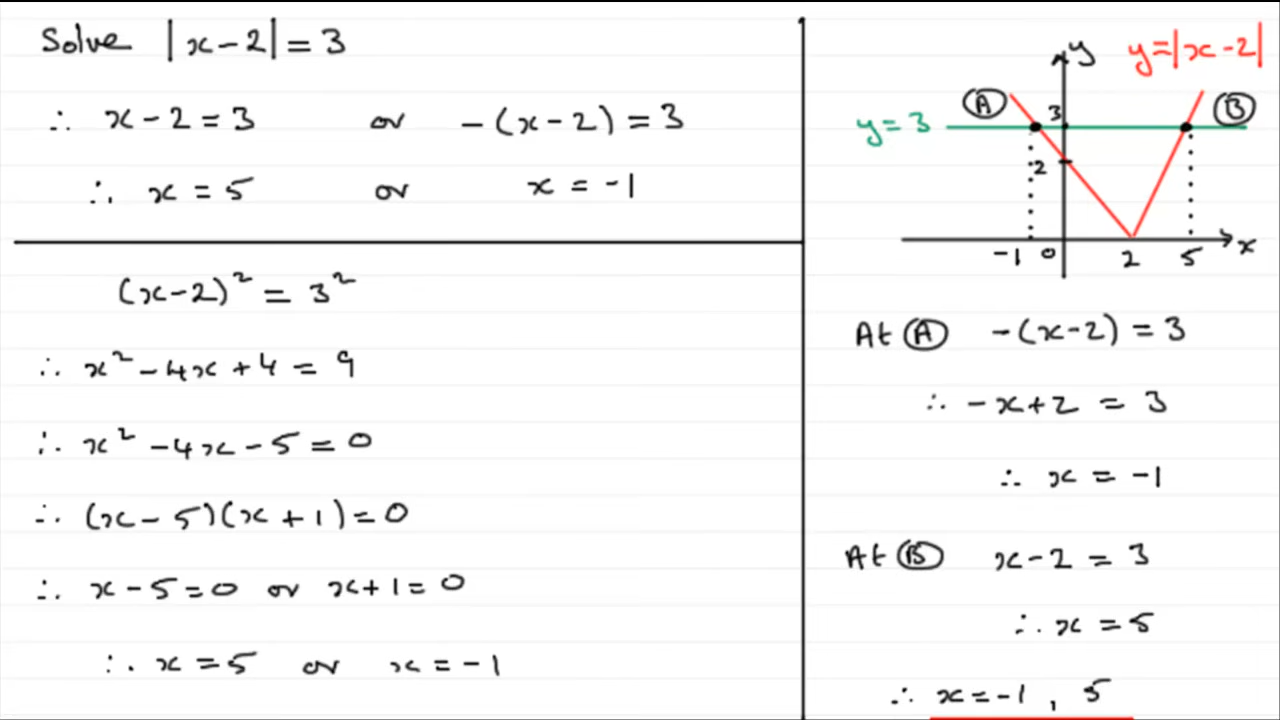 Solve |x-2| = 3
∴ x-2 = 3 or -(x-2) = 3
∴ x = 5 or x = -1
(x-2)² = 3²
∴ x² - 4x + 4 = 9
∴ x² - 4x - 5 = 0
∴ (x-5)(x+1) = 0
∴ x-5=0 or x+1=0
∴ x = 5 or x = -1
y y=|x-2|
A 3 B
y=3
2
-1 0 2 5 x
At A -(x-2) = 3
∴ -x+2 = 3
∴ x = -1
At B x-2 = 3
∴ x = 5
∴ x = -1 , 5